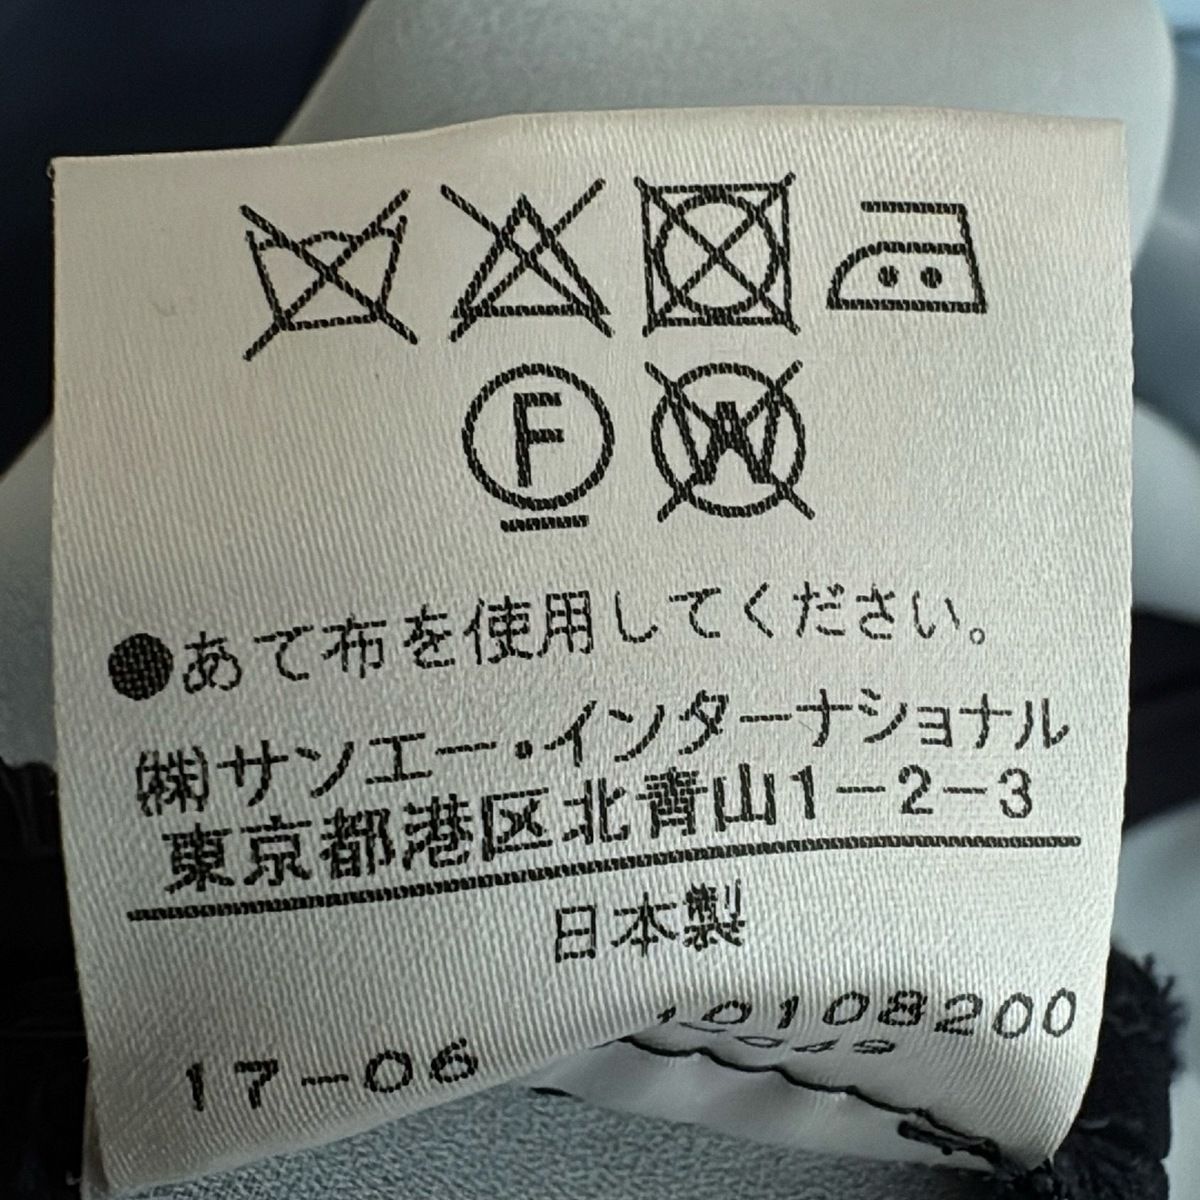 F W
●あて布を使用してください。
(株)サンエー・インターナショナル
東京都港区北青山1-2-3
日本製
17-06 10108200